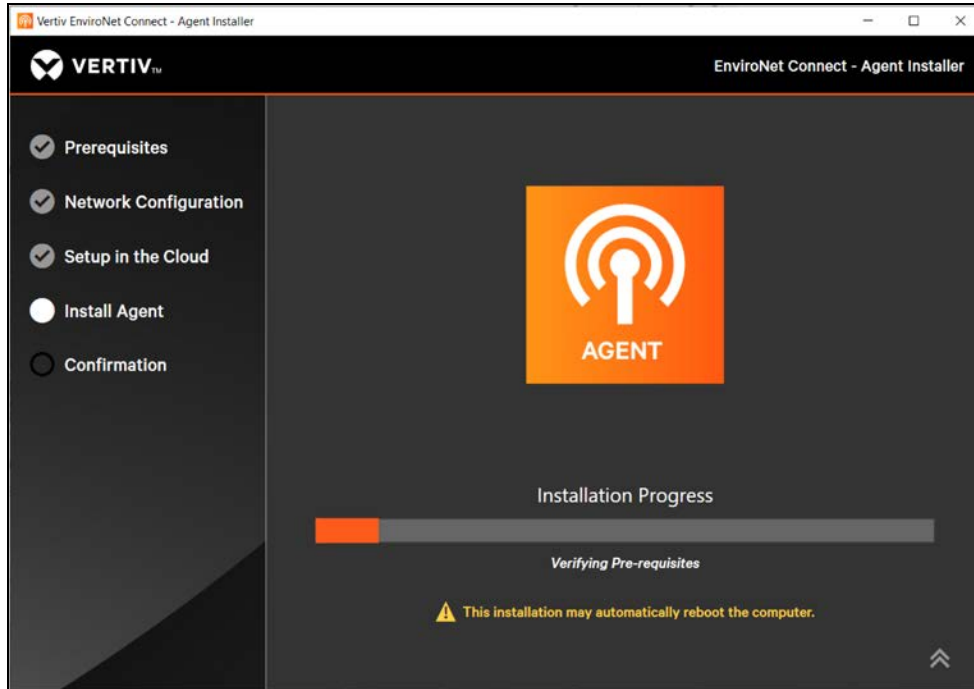 Vertiv EnviroNet Connect - Agent Installer
VERTIV™
EnviroNet Connect - Agent Installer
Prerequisites
Network Configuration
Setup in the Cloud
Install Agent
Confirmation
AGENT
Installation Progress
Verifying Pre-requisites
This installation may automatically reboot the computer.